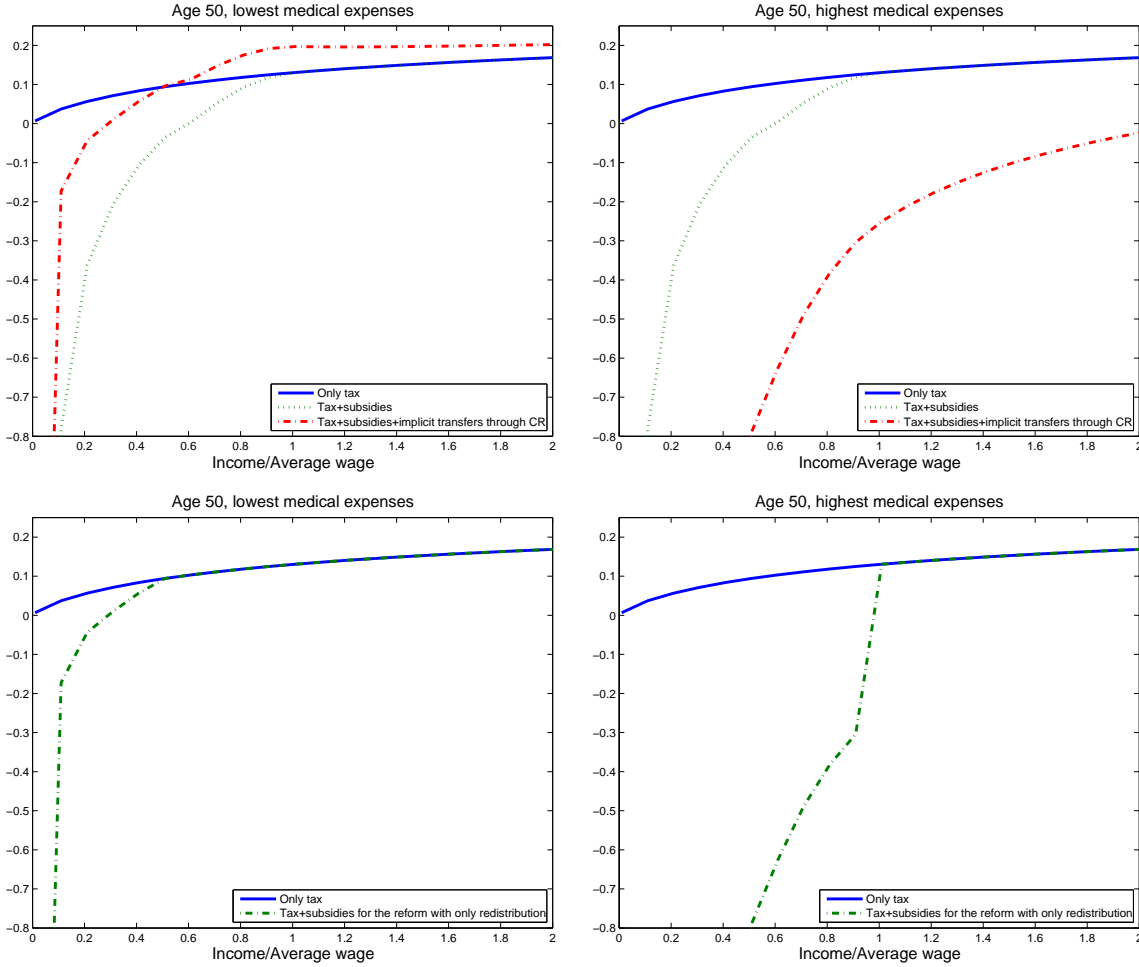 Age 50, lowest medical expenses
0.2
0.1
0
−0.1
−0.2
−0.3
−0.4
−0.5
−0.6
−0.7
−0.8
Only tax
Tax+subsidies
Tax+subsidies+implicit transfers through CR
0 0.2 0.4 0.6 0.8 1.0 1.2 1.4 1.6 1.8 2
Income/Average wage
Age 50, highest medical expenses
0.2
0.1
0
−0.1
−0.2
−0.3
−0.4
−0.5
−0.6
−0.7
−0.8
Only tax
Tax+subsidies
Tax+subsidies+implicit transfers through CR
0 0.2 0.4 0.6 0.8 1.0 1.2 1.4 1.6 1.8 2
Income/Average wage
Age 50, lowest medical expenses
0.2
0.1
0
−0.1
−0.2
−0.3
−0.4
−0.5
−0.6
−0.7
−0.8
Only tax
Tax+subsidies for the reform with only redistribution
0 0.2 0.4 0.6 0.8 1 1.2 1.4 1.6 1.8 2
Income/Average wage
Age 50, highest medical expenses
0.2
0.1
0
−0.1
−0.2
−0.3
−0.4
−0.5
−0.6
−0.7
−0.8
Only tax
Tax+subsidies for the reform with only redistribution
0 0.2 0.4 0.6 0.8 1 1.2 1.4 1.6 1.8 2
Income/Average wage